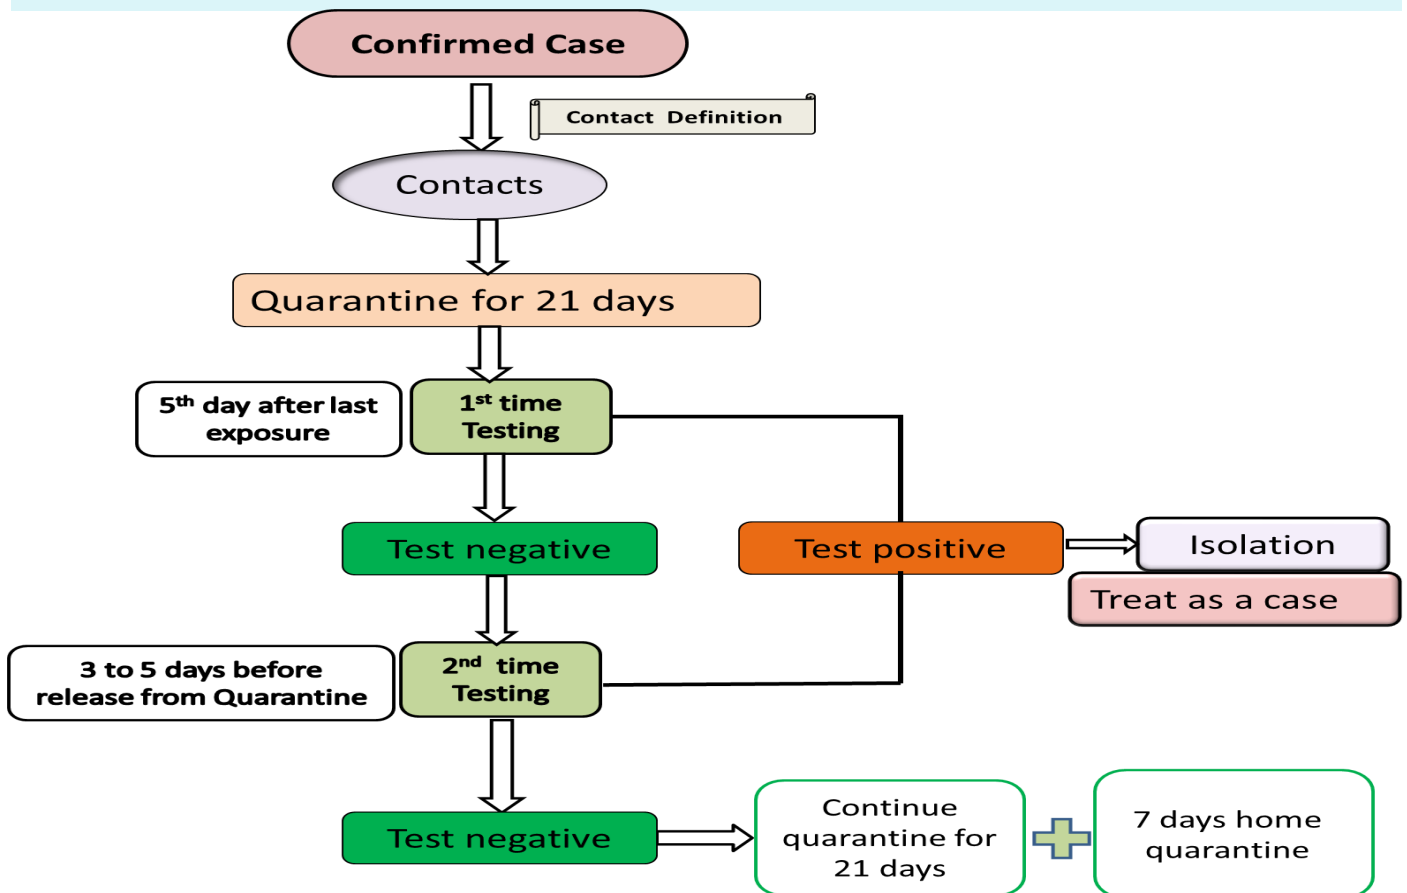 Confirmed Case
Contact Definition
Contacts
Quarantine for 21 days
5th day after last
exposure
1st time
Testing
Test negative
Test positive
Isolation
Treat as a case
3 to 5 days before
release from Quarantine
2nd time
Testing
Test negative
Continue
quarantine for
21 days
7 days home
quarantine